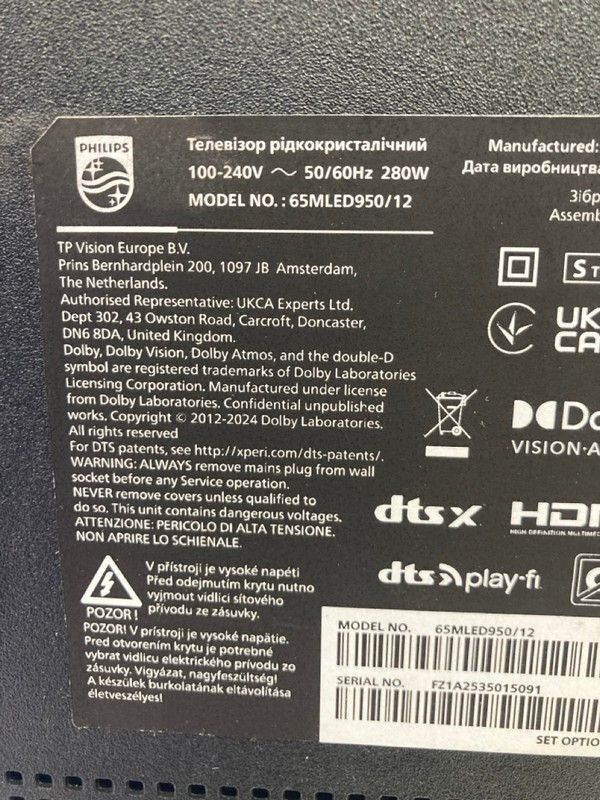 PHILIPS
Телевізор рідкокристалічний
100-240V ～ 50/60Hz 280W
MODEL NO. : 65MLED950/12
Manufactured:
Дата виробництва
Зібр
Assemb
TP Vision Europe B.V.
Prins Bernhardplein 200, 1097 JB Amsterdam,
The Netherlands.
Authorised Representative: UKCA Experts Ltd.
Dept 302, 43 Owston Road, Carcroft, Doncaster,
DN6 8DA, United Kingdom.
Dolby, Dolby Vision, Dolby Atmos, and the double-D
symbol are registered trademarks of Dolby Laboratories
Licensing Corporation. Manufactured under license
from Dolby Laboratories. Confidential unpublished
works. Copyright © 2012-2024 Dolby Laboratories.
All rights reserved
For DTS patents, see http://xperi.com/dts-patents/.
WARNING: ALWAYS remove mains plug from wall
socket before any Service operation.
NEVER remove covers unless qualified to
do so. This unit contains dangerous voltages.
ATTENZIONE: PERICOLO DI ALTA TENSIONE.
NON APRIRE LO SCHIENALE.
POZOR !
V přístroji je vysoké napětí
Před odejmutím krytu nutno
vyjmout vidlici síťového
přívodu ze zásuvky.
POZOR! V prístroji je vysoké napätie.
Pred otvorením krytu je potrebné
vybrat vidlicu elektrického prívodu zo
zásuvky. Vigyázat, nagyfeszültség!
A készülek burkolatának eltávolítása
életveszélyes!
ST
UK
CA
Do
VISION·A
dts x
HDI
HIGH-DEFINITION MULTIME
dts play-fi
MODEL NO. 65MLED950/12
SERIAL NO. FZ1A2535015091
SET OPTIO